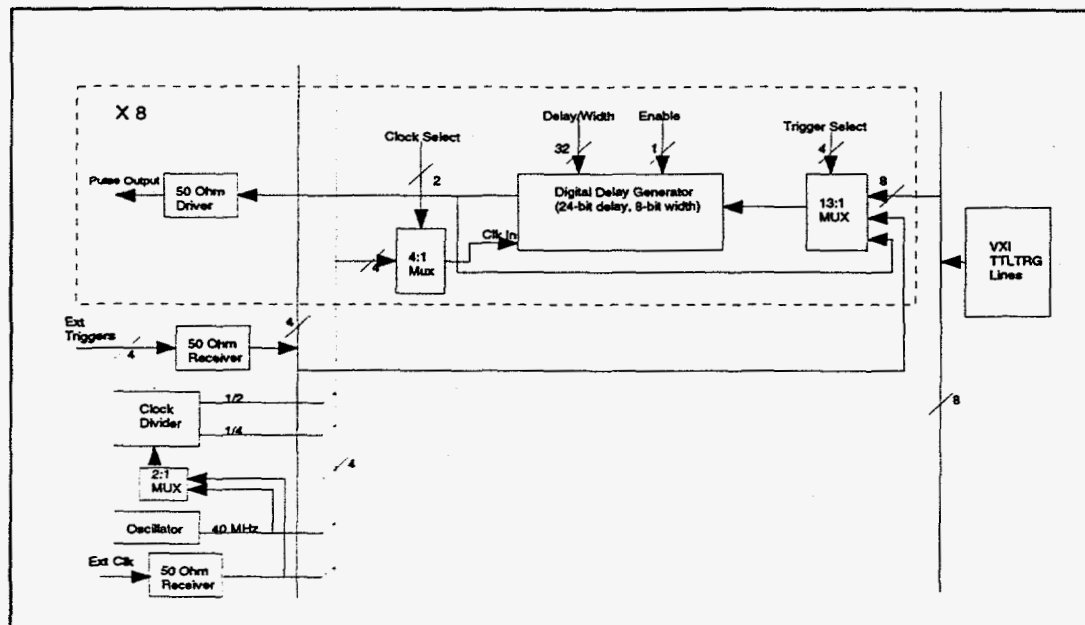 X 8
Delay/Width
Enable
Clock Select
Trigger Select
32
1
4
2
8
Pulse Output
50 Ohm
Driver
Digital Delay Generator
(24-bit delay, 8-bit width)
13:1
MUX
Clk In
4
4:1
Mux
VXI
TTLTRG
Lines
Ext
Triggers
4
50 Ohm
Receiver
4
1/2
Clock
Divider
1/4
8
4
2:1
MUX
Oscillator
40 MHz
Ext Clk
50 Ohm
Receiver